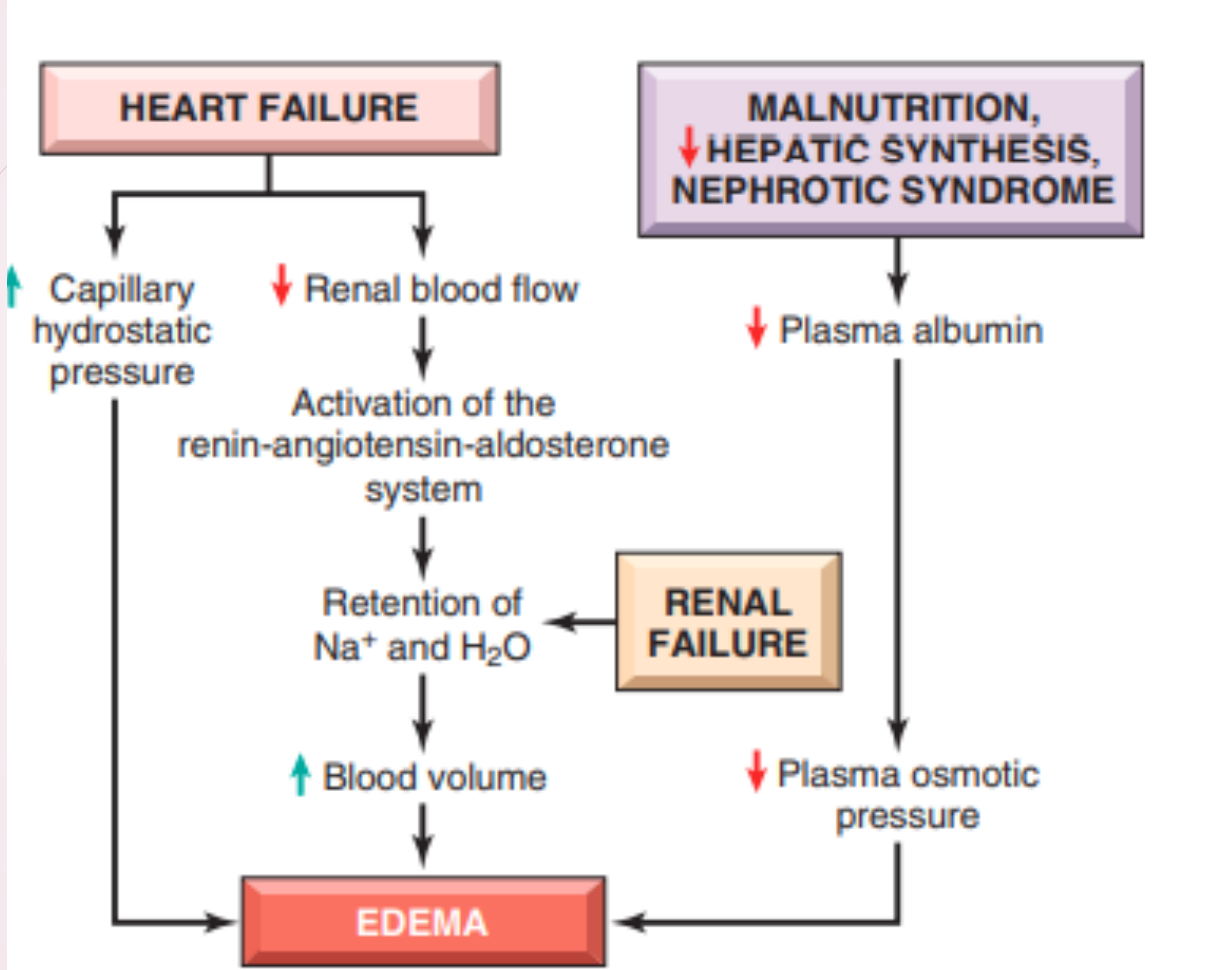 HEART FAILURE
MALNUTRITION,
↓ HEPATIC SYNTHESIS,
NEPHROTIC SYNDROME
↑ Capillary
hydrostatic
pressure
↓ Renal blood flow
Activation of the
renin-angiotensin-aldosterone
system
Retention of
Na⁺ and H₂O
RENAL
FAILURE
↑ Blood volume
↓ Plasma albumin
↓ Plasma osmotic
pressure
EDEMA